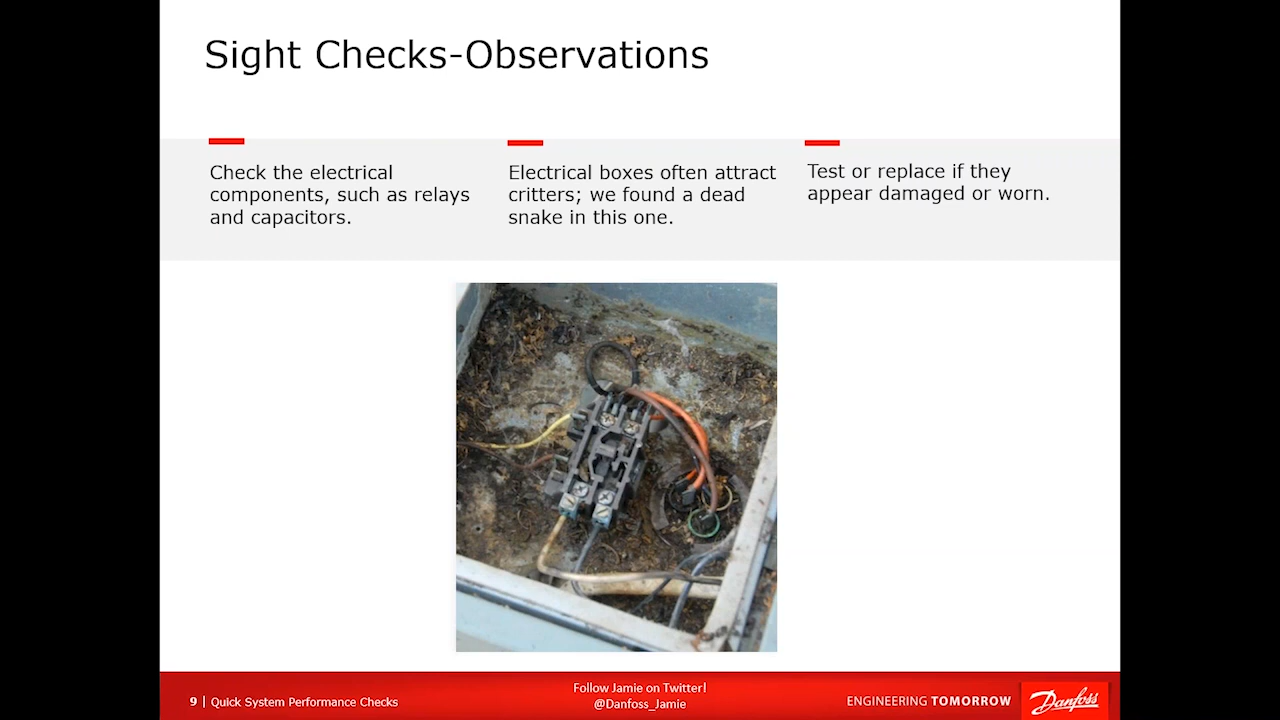 Sight Checks-Observations
Check the electrical
components, such as relays
and capacitors.
Electrical boxes often attract
critters; we found a dead
snake in this one.
Test or replace if they
appear damaged or worn.
9 | Quick System Performance Checks
Follow Jamie on Twitter!
@Danfoss_Jamie
ENGINEERING TOMORROW
Danfoss